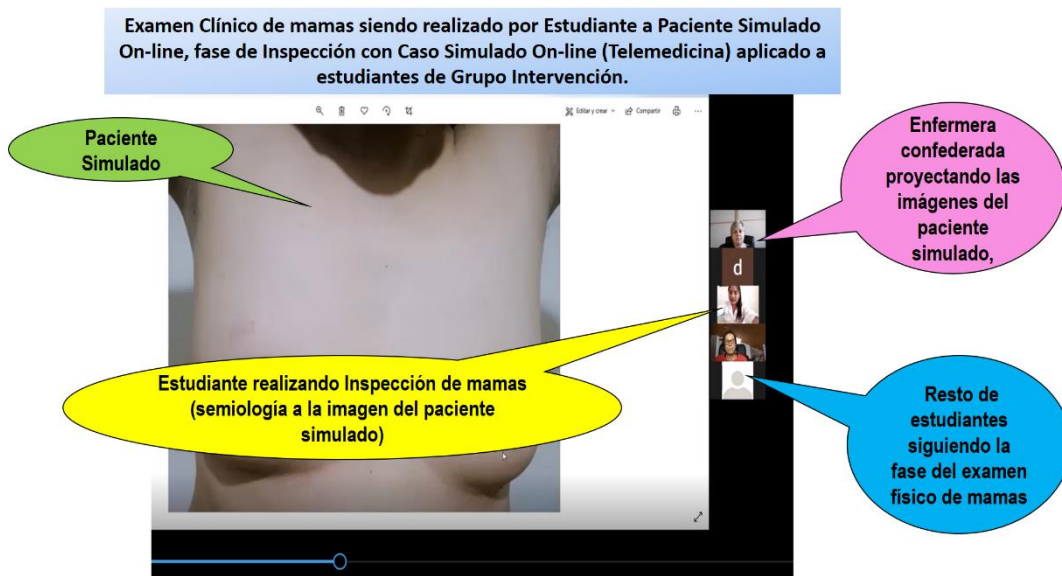 Examen Clínico de mamas siendo realizado por Estudiante a Paciente Simulado
On-line, fase de Inspección con Caso Simulado On-line (Telemedicina) aplicado a
estudiantes de Grupo Intervención.
Editar y crear
Compartir
Paciente
Simulado
Enfermera
confederada
proyectando las
imágenes del
paciente
simulado,
d
Estudiante realizando Inspección de mamas
(semiología a la imagen del paciente
simulado)
Resto de
estudiantes
siguiendo la
fase del examen
físico de mamas